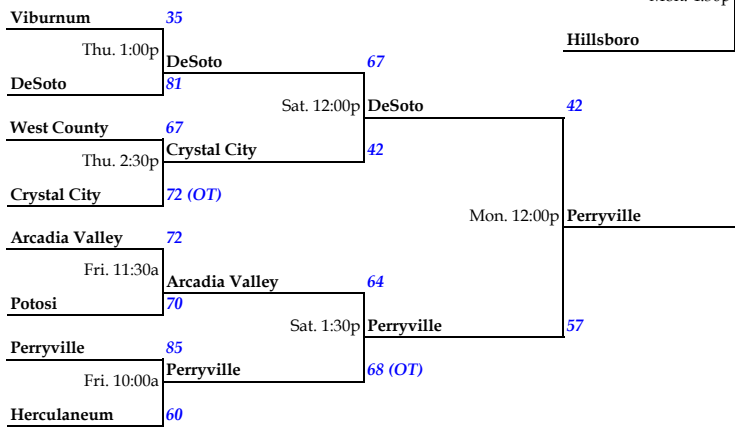 Viburnum 35
Thu. 1:00p DeSoto 67
DeSoto 81
Sat. 12:00p DeSoto 42
West County 67
Thu. 2:30p Crystal City 42
Crystal City 72 (OT)
Mon. 12:00p Perryville
Arcadia Valley 72
Fri. 11:30a Arcadia Valley 64
Potosi 70
Sat. 1:30p Perryville 57
Perryville 85
Fri. 10:00a Perryville 68 (OT)
Herculaneum 60
Hillsboro